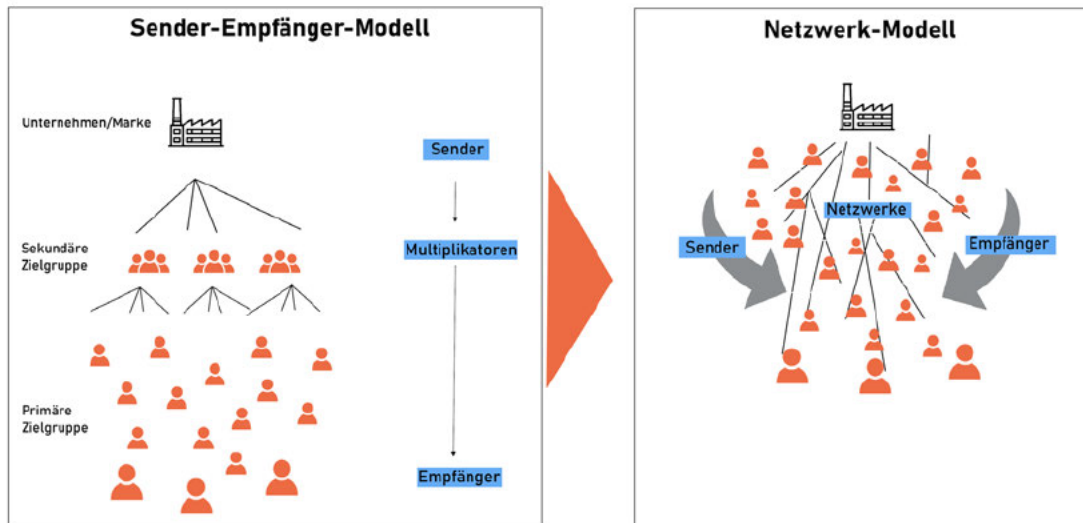 Sender-Empfänger-Modell
Unternehmen/Marke
Sender
Sekundäre
Zielgruppe
Multiplikatoren
Primäre
Zielgruppe
Empfänger
Netzwerk-Modell
Netzwerke
Sender
Empfänger